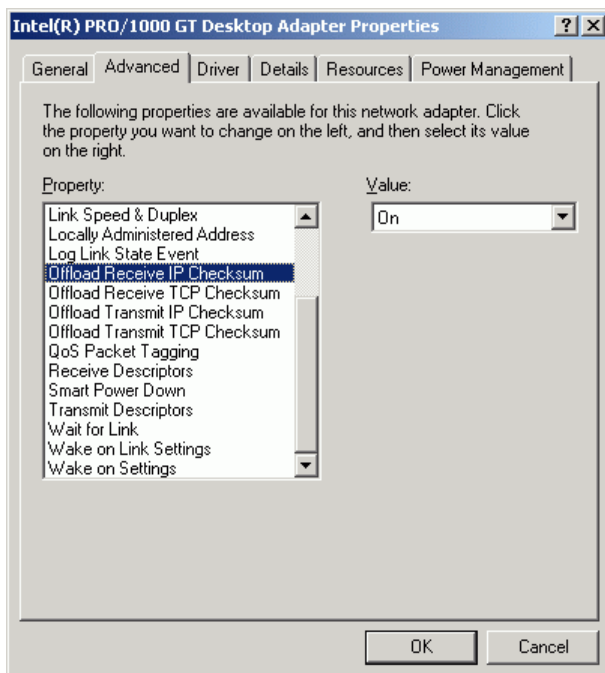 Intel(R) PRO/1000 GT Desktop Adapter Properties
General Advanced Driver Details Resources Power Management
The following properties are available for this network adapter. Click
the property you want to change on the left, and then select its value
on the right.
Property:
Value:
Link Speed & Duplex
Locally Administered Address
Log Link State Event
Offload Receive IP Checksum
Offload Receive TCP Checksum
Offload Transmit IP Checksum
Offload Transmit TCP Checksum
QoS Packet Tagging
Receive Descriptors
Smart Power Down
Transmit Descriptors
Wait for Link
Wake on Link Settings
Wake on Settings
On
OK Cancel